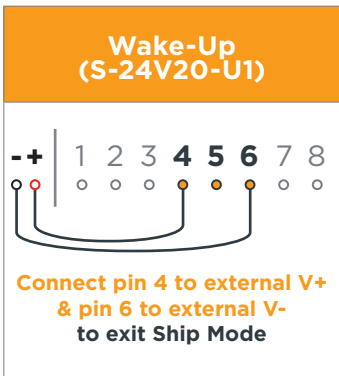 Wake-Up
(S-24V20-U1)
- + 1 2 3 4 5 6 7 8
Connect pin 4 to external V+
& pin 6 to external V-
to exit Ship Mode